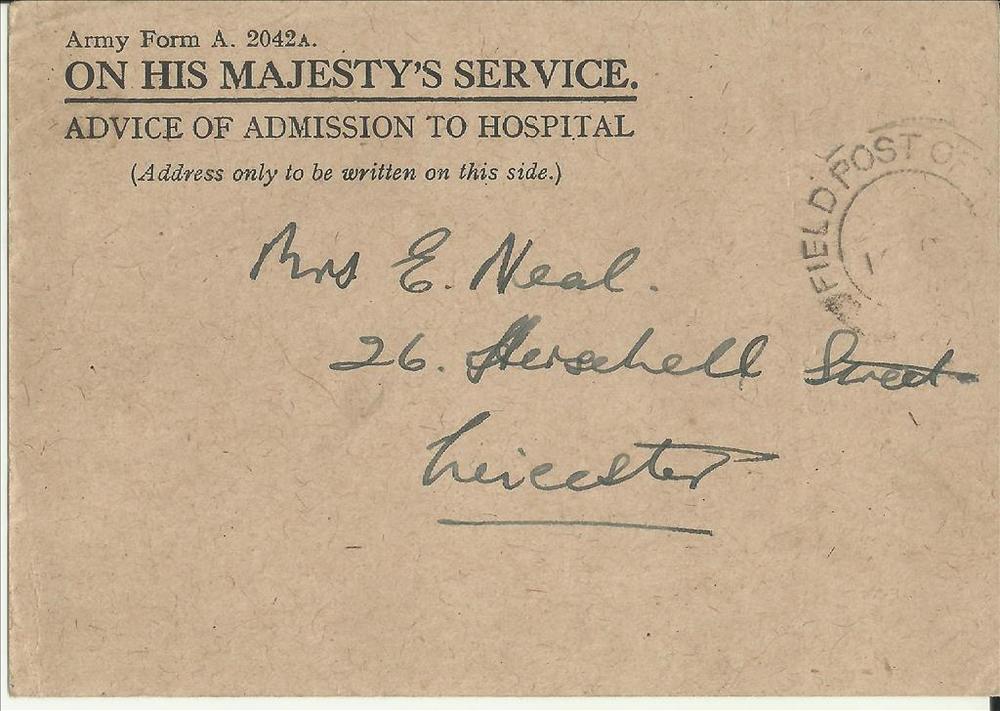 Army Form A. 2042A.
ON HIS MAJESTY'S SERVICE.
ADVICE OF ADMISSION TO HOSPITAL
(Address only to be written on this side.)
FIELD POST O
Mrs E. Neal.
26. Herschell Street
Leicester